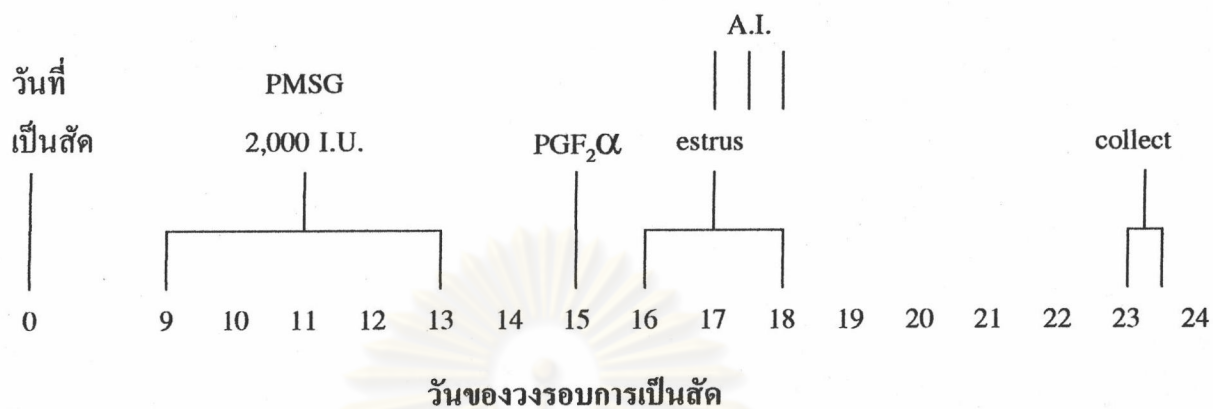 A.I.
วันที่ PMSG
เป็นสัด 2,000 I.U. PGF₂α estrus collect
0 9 10 11 12 13 14 15 16 17 18 19 20 21 22 23 24
วันของวงรอบการเป็นสัด